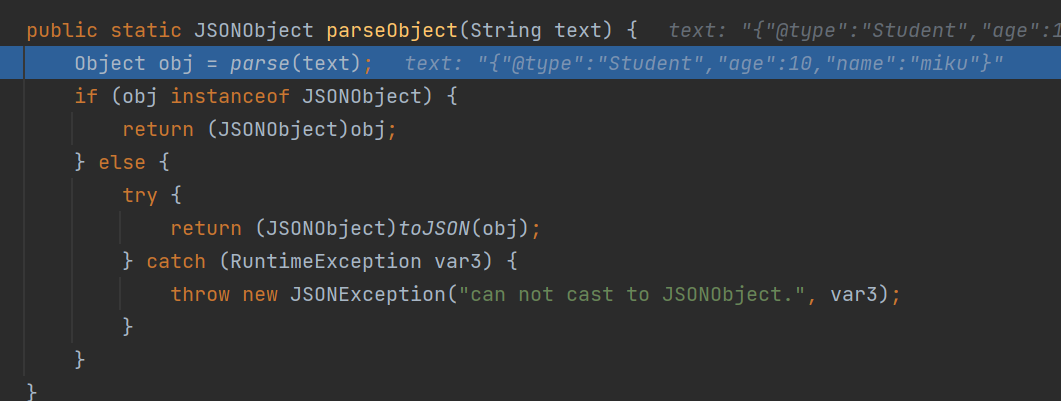 public static JSONObject parseObject(String text) {   text: "{"@type":"Student","age":1
Object obj = parse(text);   text: "{"@type":"Student","age":10,"name":"miku"}"
if (obj instanceof JSONObject) {
return (JSONObject)obj;
} else {
try {
return (JSONObject)toJSON(obj);
} catch (RuntimeException var3) {
throw new JSONException("can not cast to JSONObject.", var3);
}
}
}